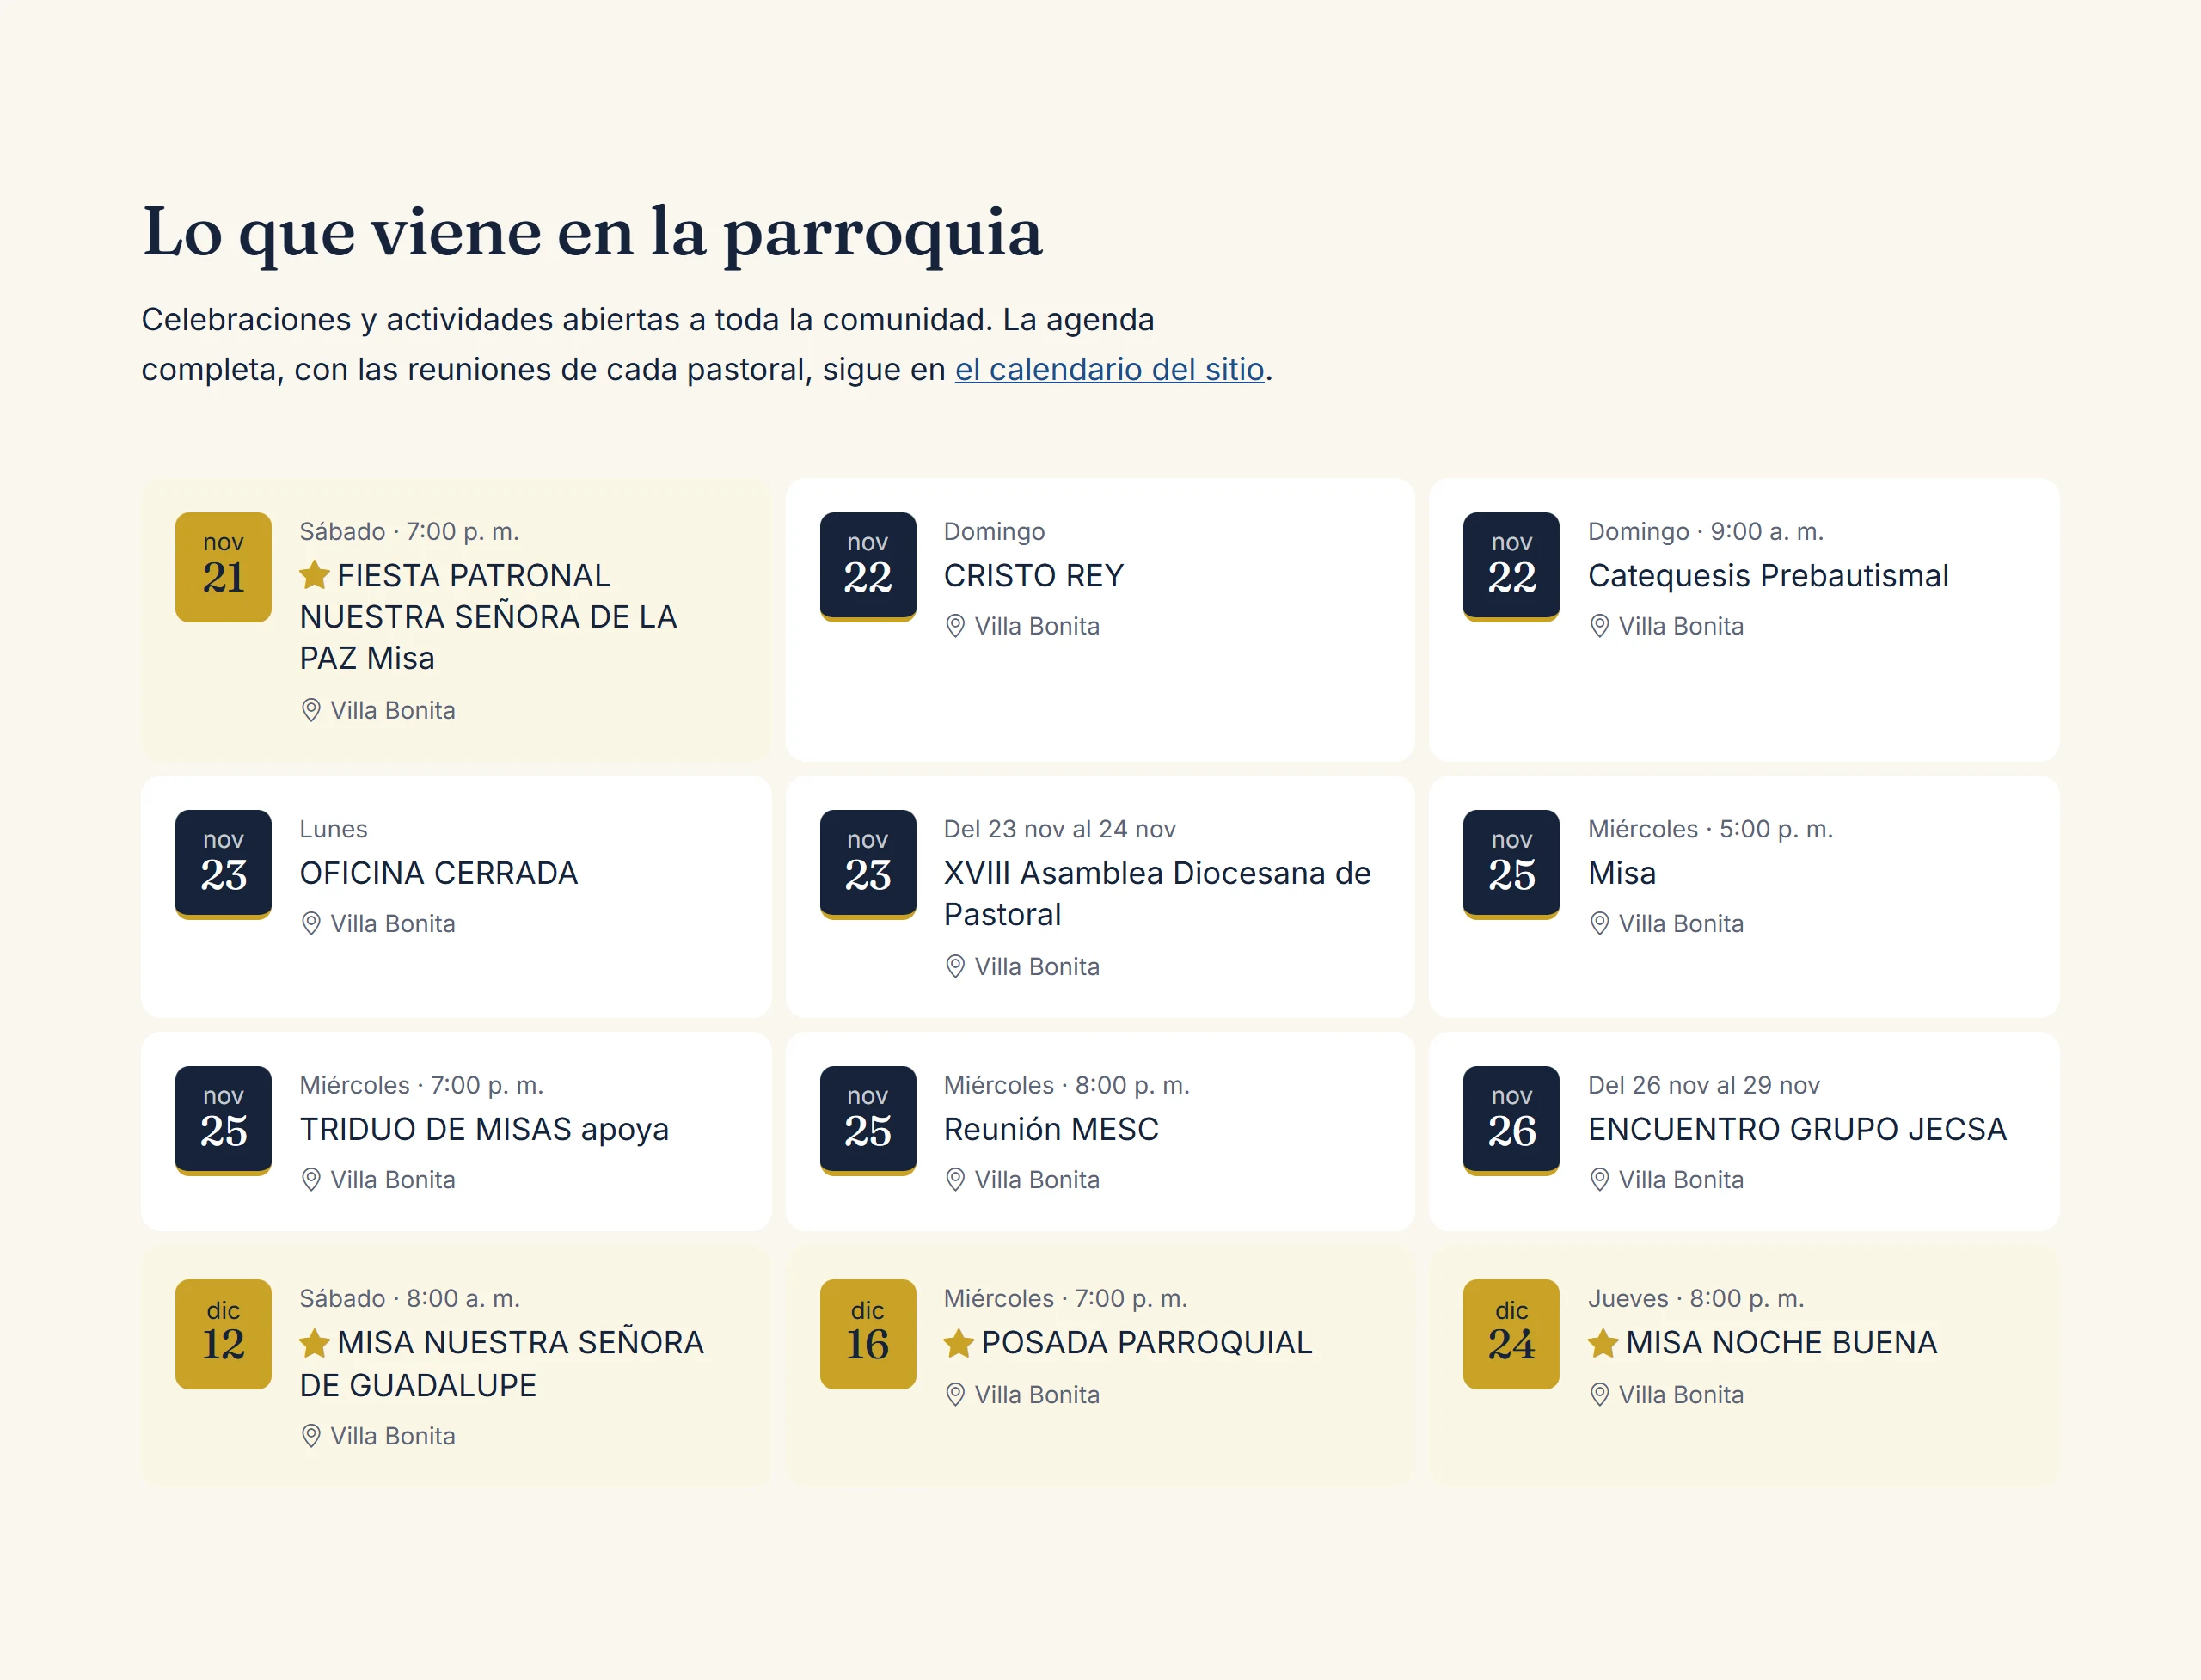 Lo que viene en la parroquia
Celebraciones y actividades abiertas a toda la comunidad. La agenda
completa, con las reuniones de cada pastoral, sigue en el calendario del sitio.
nov
21
Sábado · 7:00 p. m.
FIESTA PATRONAL
NUESTRA SEÑORA DE LA
PAZ Misa
Villa Bonita
nov
22
Domingo
CRISTO REY
Villa Bonita
nov
22
Domingo · 9:00 a. m.
Catequesis Prebautismal
Villa Bonita
nov
23
Lunes
OFICINA CERRADA
Villa Bonita
nov
23
Del 23 nov al 24 nov
XVIII Asamblea Diocesana de
Pastoral
Villa Bonita
nov
25
Miércoles · 5:00 p. m.
Misa
Villa Bonita
nov
25
Miércoles · 7:00 p. m.
TRIDUO DE MISAS apoya
Villa Bonita
nov
25
Miércoles · 8:00 p. m.
Reunión MESC
Villa Bonita
nov
26
Del 26 nov al 29 nov
ENCUENTRO GRUPO JECSA
Villa Bonita
dic
12
Sábado · 8:00 a. m.
MISA NUESTRA SEÑORA
DE GUADALUPE
Villa Bonita
dic
16
Miércoles · 7:00 p. m.
POSADA PARROQUIAL
Villa Bonita
dic
24
Jueves · 8:00 p. m.
MISA NOCHE BUENA
Villa Bonita